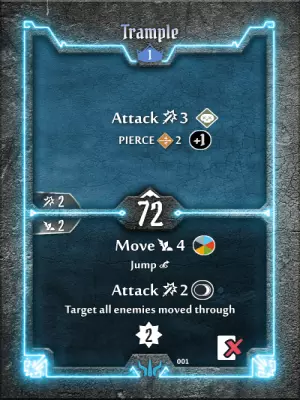 Trample
1
Attack 3
PIERCE 2 +1
2
72
2
Move 4
Jump
Attack 2
Target all enemies moved through
2
001